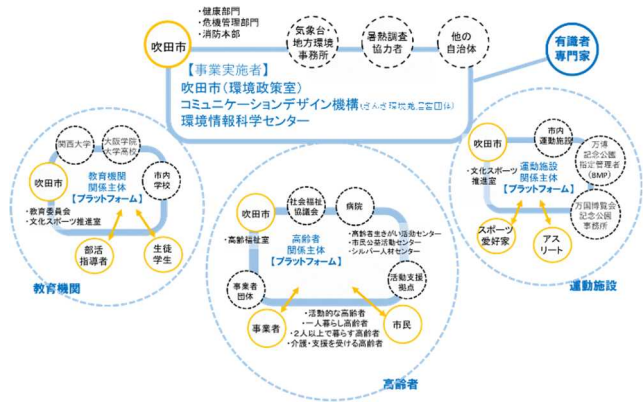 ・健康部門
・危機管理部門
・消防本部
吹田市
気象台・
地方環境
事務所
暑熱調査
協力者
他の
自治体
有識者
専門家
【事業実施者】
吹田市(環境政策室)
コミュニケーションデザイン機構
環境情報科学センター
関西大学
大阪学院
大学高校
吹田市
教育機関
関係主体
【プラットフォーム】
市内
学校
・教育委員会
・文化スポーツ推進室
部活
指導者
生徒
学生
教育機関
吹田市
・高齢福祉室
社会福祉
協議会
病院
高齢者
関係主体
【プラットフォーム】
・高齢者生きがい活動センター
・市民公益活動センター
・シルバー人材センター
事業者
団体
活動支援
拠点
事業者
市民
・活動的な高齢者
・一人暮らし高齢者
・2人以上で暮らす高齢者
・介護・支援を受ける高齢者
高齢者
吹田市
・文化スポーツ
推進室
市内
運動施設
万博
記念公園
指定管理者
(BMP)
運動施設
関係主体
【プラットフォーム】
万国博覧会
記念公園
事務所
スポーツ
愛好家
アス
リート
運動施設